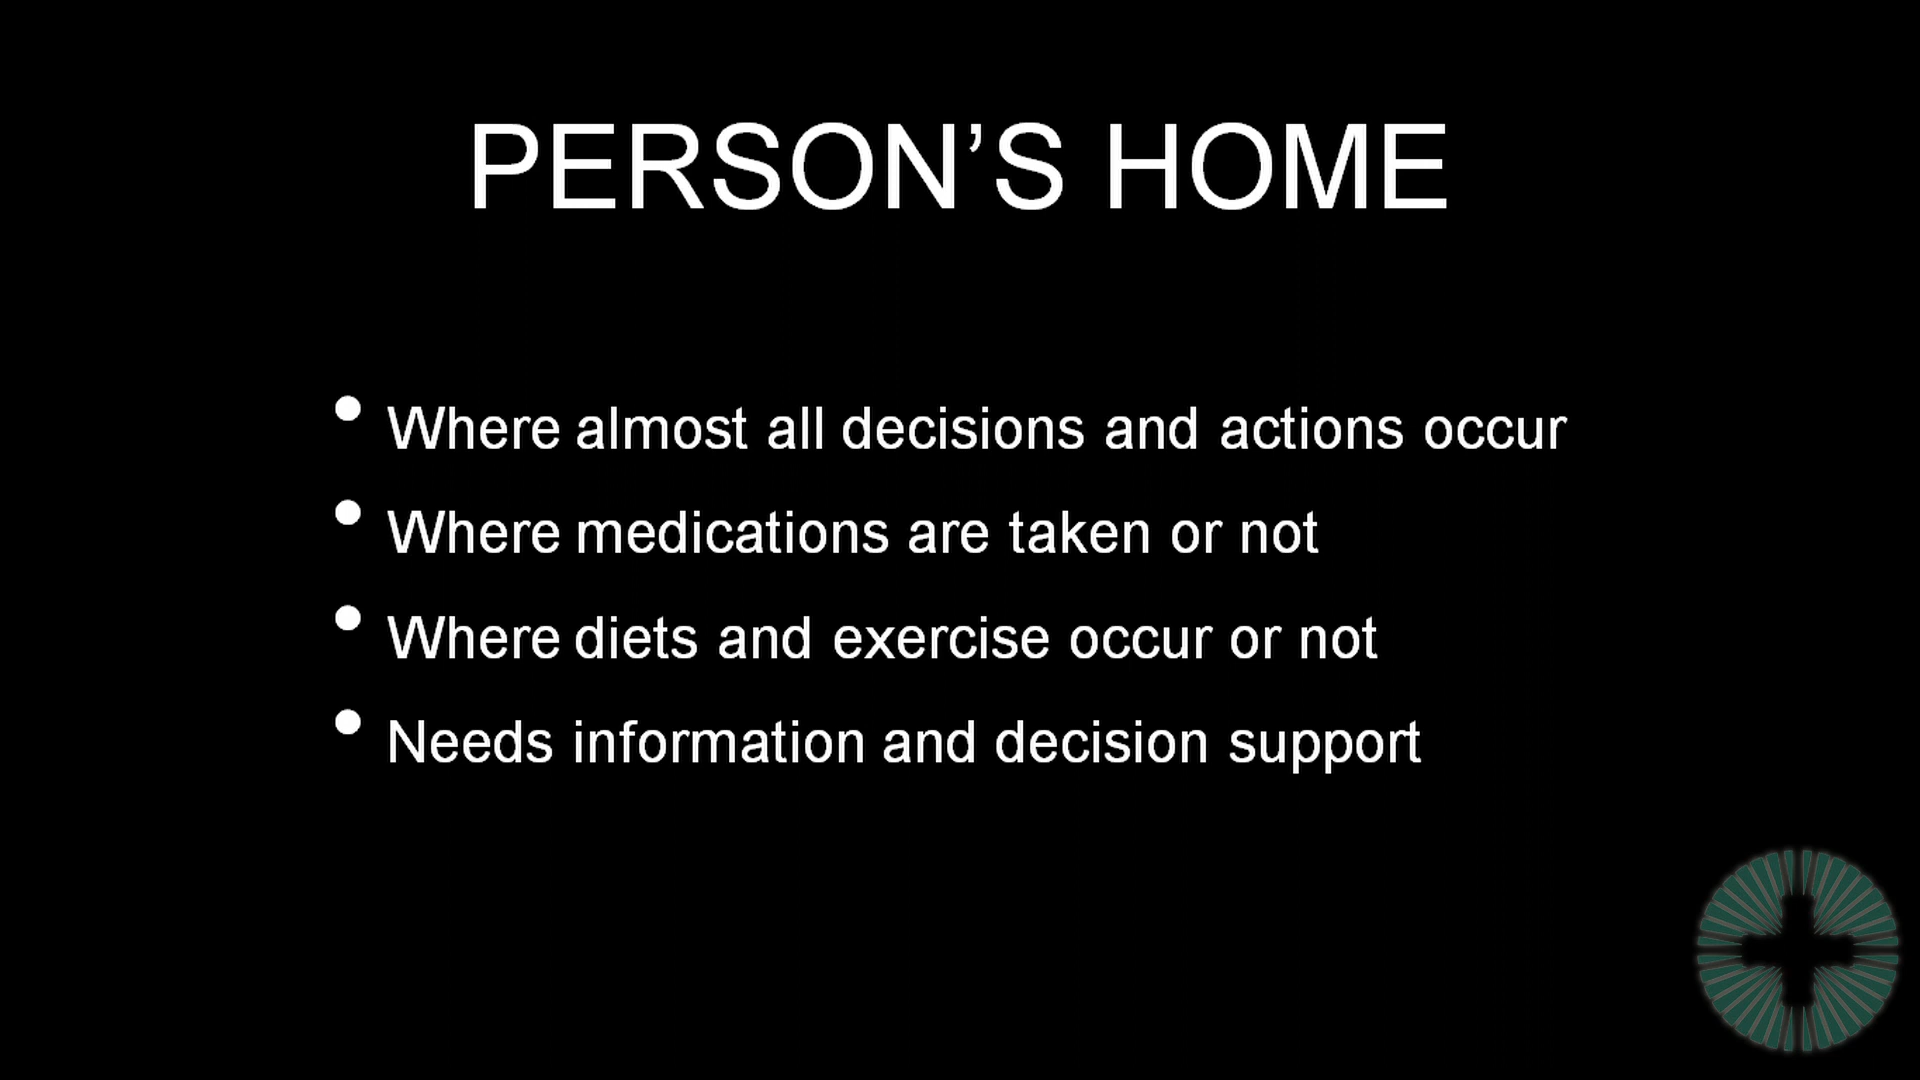 PERSON’S HOME
• Where almost all decisions and actions occur
• Where medications are taken or not
• Where diets and exercise occur or not
• Needs information and decision support